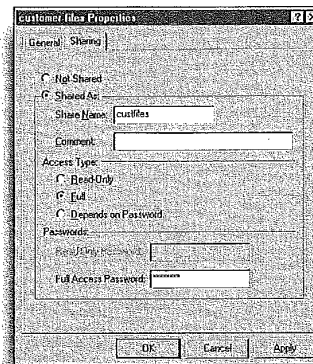 customer files Properties
General Sharing
Not Shared
Shared As:
Share Name: custfiles
Comment:
Access Type:
Read-Only
Full
Depends on Password
Passwords:
Read-Only Password:
Full Access Password: ********
OK Cancel Apply